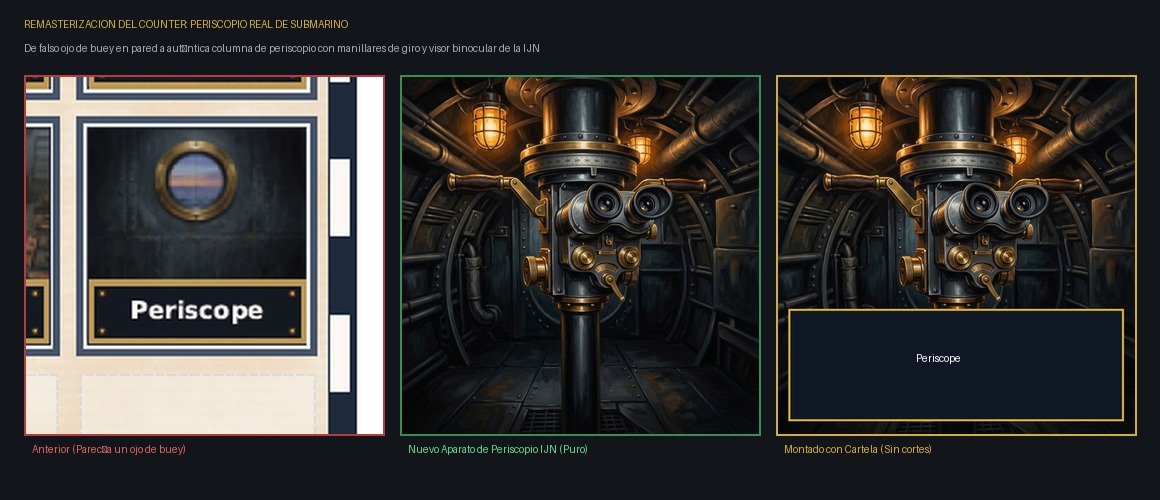 REMASTERIZACION DEL COUNTER: PERISCOPIO REAL DE SUBMARINO
De falso ojo de buey en pared a aut□ntica columna de periscopio con manillares de giro y visor binocular de la IJN
Periscope
Periscope
Anterior (Parec□a un ojo de buey)
Nuevo Aparato de Periscopio IJN (Puro)
Montado con Cartela (Sin cortes)